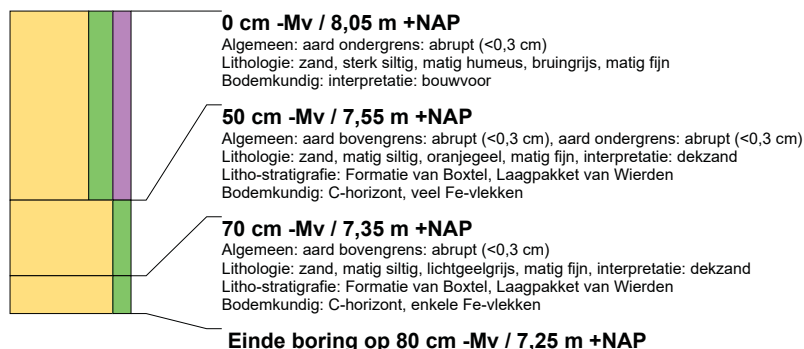 0 cm -Mv / 8,05 m +NAP
Algemeen: aard ondergrens: abrupt (<0,3 cm)
Lithologie: zand, sterk siltig, matig humeus, bruingrijs, matig fijn
Bodemkundig: interpretatie: bouwvoor
50 cm -Mv / 7,55 m +NAP
Algemeen: aard bovengrens: abrupt (<0,3 cm), aard ondergrens: abrupt (<0,3 cm)
Lithologie: zand, matig siltig, oranjegeel, matig fijn, interpretatie: dekzand
Litho-stratigrafie: Formatie van Boxtel, Laagpakket van Wierden
Bodemkundig: C-horizont, veel Fe-vlekken
70 cm -Mv / 7,35 m +NAP
Algemeen: aard bovengrens: abrupt (<0,3 cm)
Lithologie: zand, matig siltig, lichtgeelgrijs, matig fijn, interpretatie: dekzand
Litho-stratigrafie: Formatie van Boxtel, Laagpakket van Wierden
Bodemkundig: C-horizont, enkele Fe-vlekken
Einde boring op 80 cm -Mv / 7,25 m +NAP